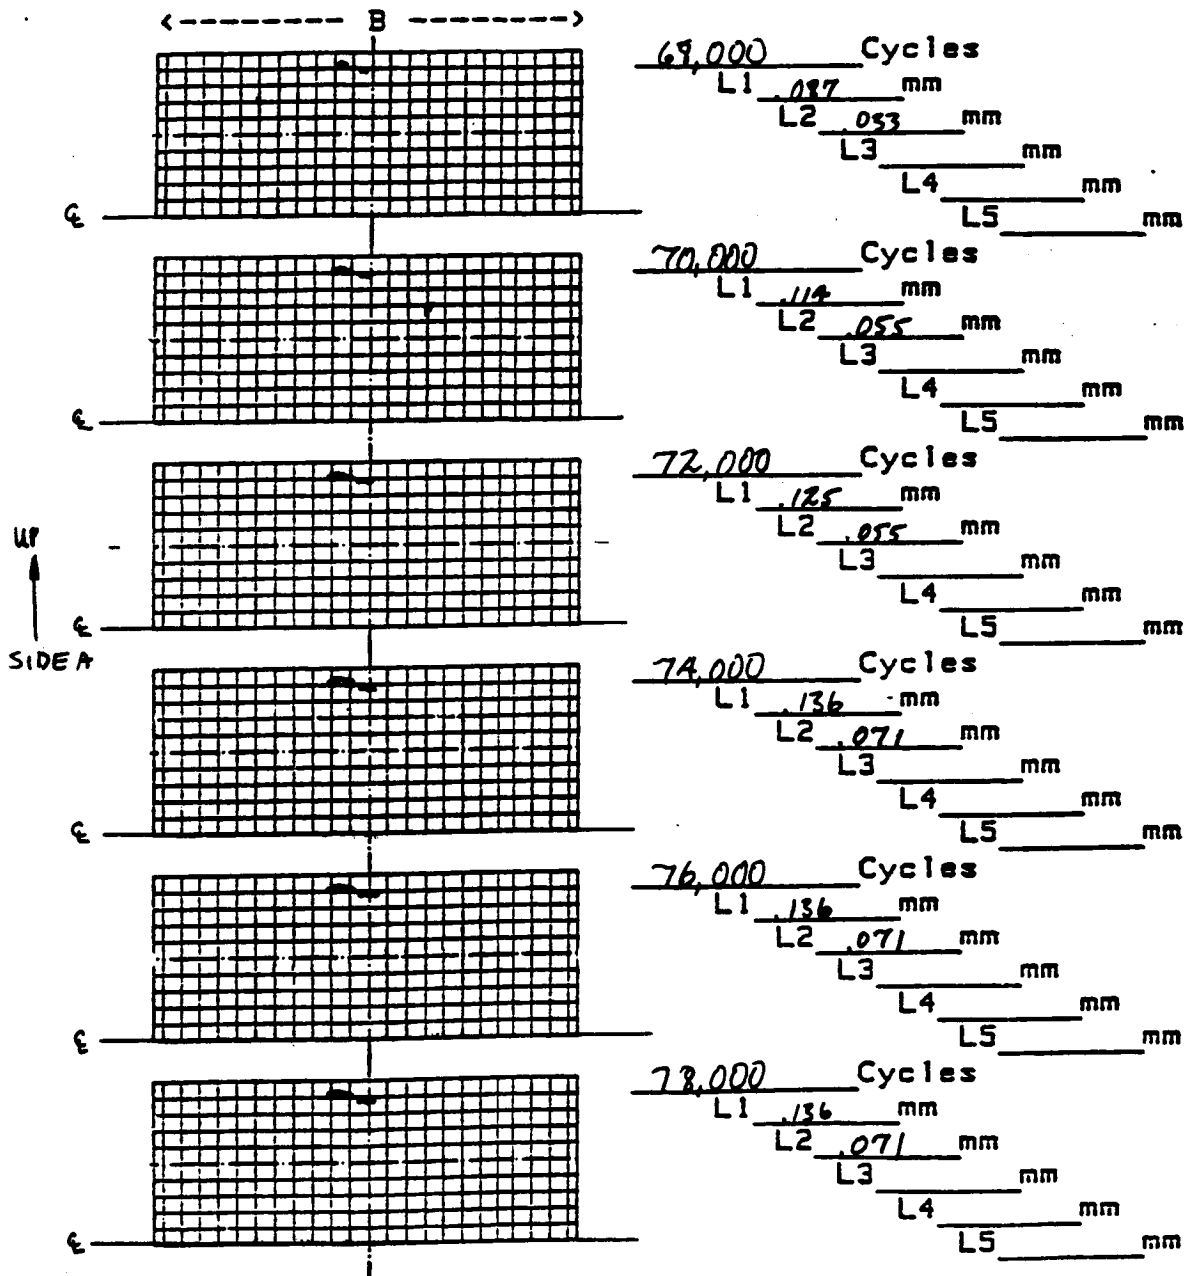 B
68,000 Cycles
L1 .087 mm
L2 mm
L3 mm
L4 mm
L5 mm
℄
70,000 Cycles
L1 .114 mm
L2 .055 mm
L3 mm
L4 mm
L5 mm
℄
72,000 Cycles
L1 .125 mm
L2 .055 mm
L3 mm
L4 mm
L5 mm
℄
UP
SIDE A
74,000 Cycles
L1 .136 mm
L2 .071 mm
L3 mm
L4 mm
L5 mm
℄
76,000 Cycles
L1 .136 mm
L2 .071 mm
L3 mm
L4 mm
L5 mm
℄
78,000 Cycles
L1 .136 mm
L2 .071 mm
L3 mm
L4 mm
L5 mm
℄